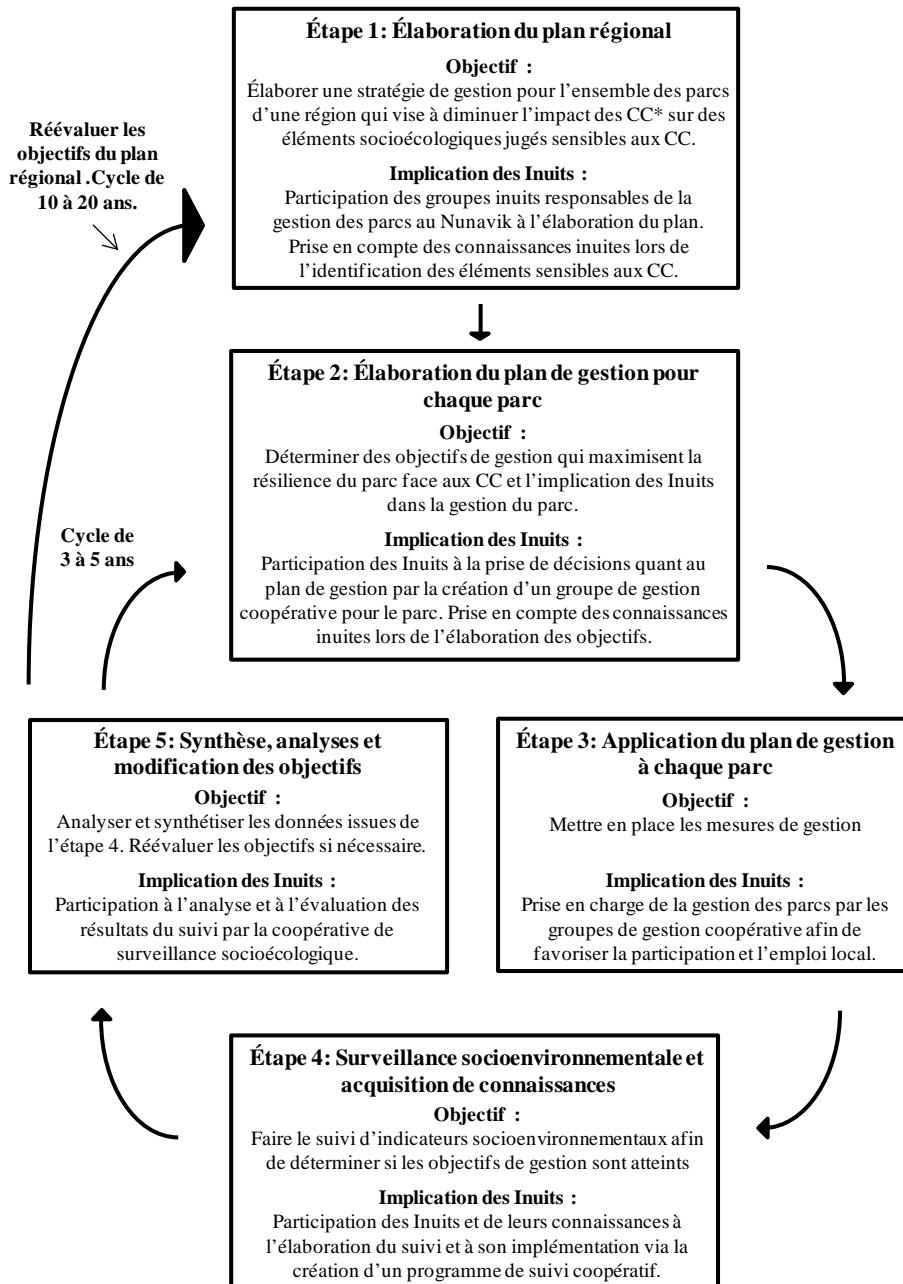 Étape 1: Élaboration du plan régional
Objectif :
Élaborer une stratégie de gestion pour l'ensemble des parcs
d'une région qui vise à diminuer l'impact des CC* sur des
éléments socioécologiques jugés sensibles aux CC.
Implication des Inuits :
Participation des groupes inuits responsables de la
gestion des parcs au Nunavik à l'élaboration du plan.
Prise en compte des connaissances inuites lors de
l'identification des éléments sensibles aux CC.
Réévaluer les
objectifs du plan
régional .Cycle de
10 à 20 ans.
Étape 2: Élaboration du plan de gestion pour
chaque parc
Objectif :
Déterminer des objectifs de gestion qui maximisent la
résilience du parc face aux CC et l'implication des Inuits
dans la gestion du parc.
Implication des Inuits :
Participation des Inuits à la prise de décisions quant au
plan de gestion par la création d'un groupe de gestion
coopérative pour le parc. Prise en compte des connaissances
inuites lors de l'élaboration des objectifs.
Cycle de
3 à 5 ans
Étape 3: Application du plan de gestion
à chaque parc
Objectif :
Mettre en place les mesures de gestion
Implication des Inuits :
Prise en charge de la gestion des parcs par les
groupes de gestion coopérative afin de
favoriser la participation et l'emploi local.
Étape 4: Surveillance socioenvironnementale et
acquisition de connaissances
Objectif :
Faire le suivi d'indicateurs socioenvironnementaux afin
de déterminer si les objectifs de gestion sont atteints
Implication des Inuits :
Participation des Inuits et de leurs connaissances à
l'élaboration du suivi et à son implémentation via la
création d'un programme de suivi coopératif.
Étape 5: Synthèse, analyses et
modification des objectifs
Objectif :
Analyser et synthétiser les données issues de
l'étape 4. Réévaluer les objectifs si nécessaire.
Implication des Inuits :
Participation à l'analyse et à l'évaluation des
résultats du suivi par la coopérative de
surveillance socioécologique.